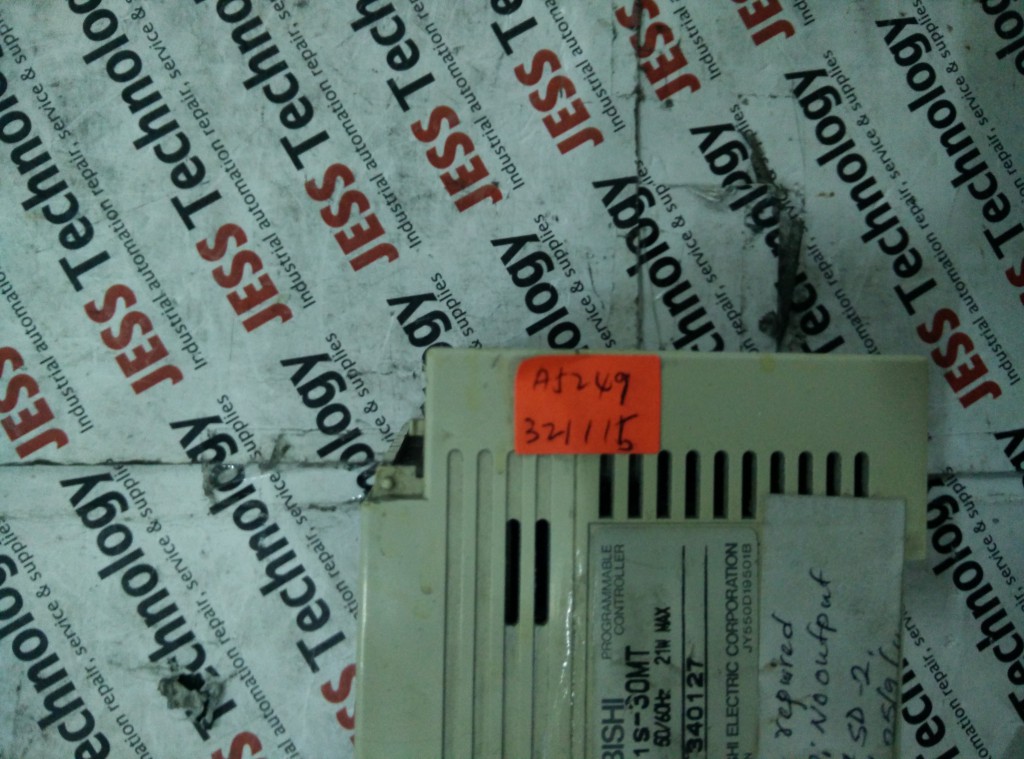 JESS Technology
Industrial automation repair, service & supplies
A5249
321115
PROGRAMMABLE
CONTROLLER
BISHI
1s-30MT
60/60Hz 21W MAX
340127
HI ELECTRIC CORPORATION
JY550D19501B
repaired
No output
SD-2,